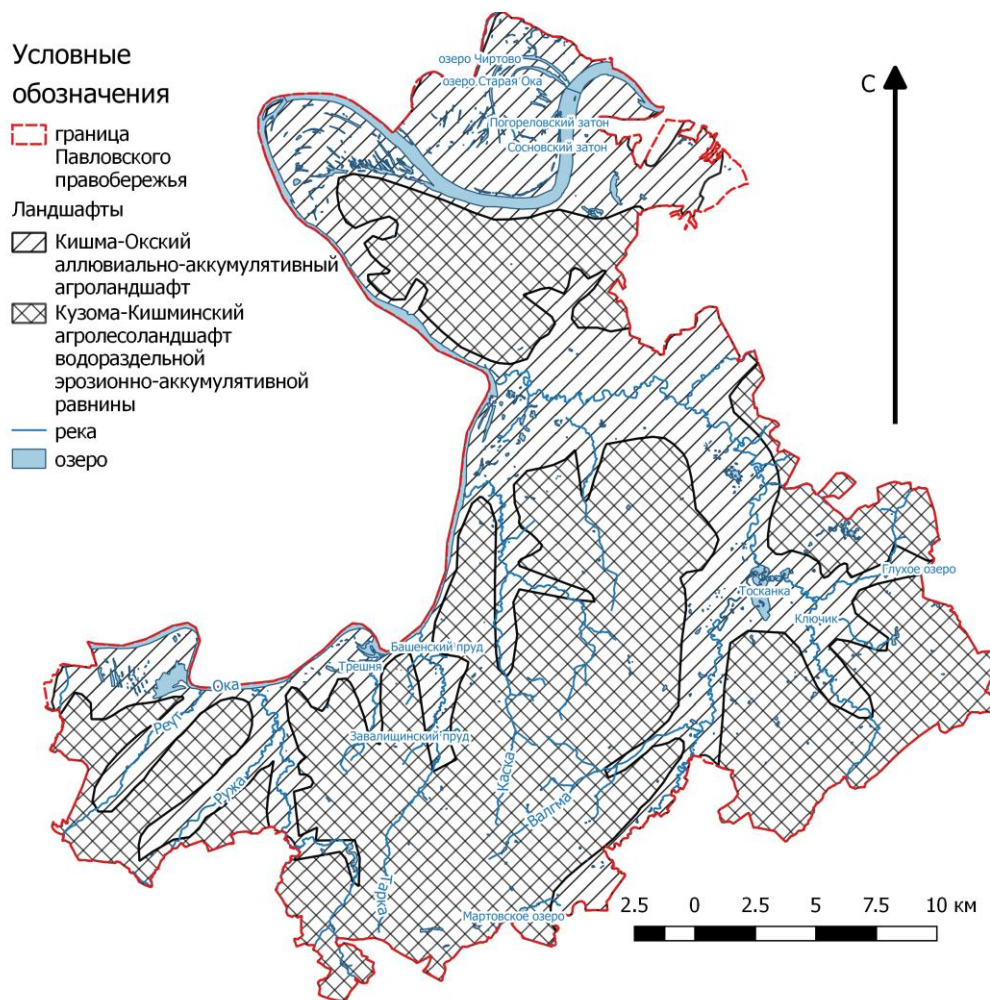 Условные
обозначения
граница
Павловского
правобережья
Ландшафты
Кишма-Окский
аллювиально-аккумулятивный
агроландшафт
Кузома-Кишминский
агролесоландшафт
водораздельной
эрозионно-аккумулятивной
равнины
река
озеро
С
озеро Чиртово
озеро Старая Ока
Погореловский затон
Сосновский затон
Глухое озеро
Тосканка
Ключик
Башенский пруд
Трешня
Ока
Реут
Завалищинский пруд
Ружа
Каска
Валгма
Тарка
Мартовское озеро
2.5 0 2.5 5 7.5 10 км